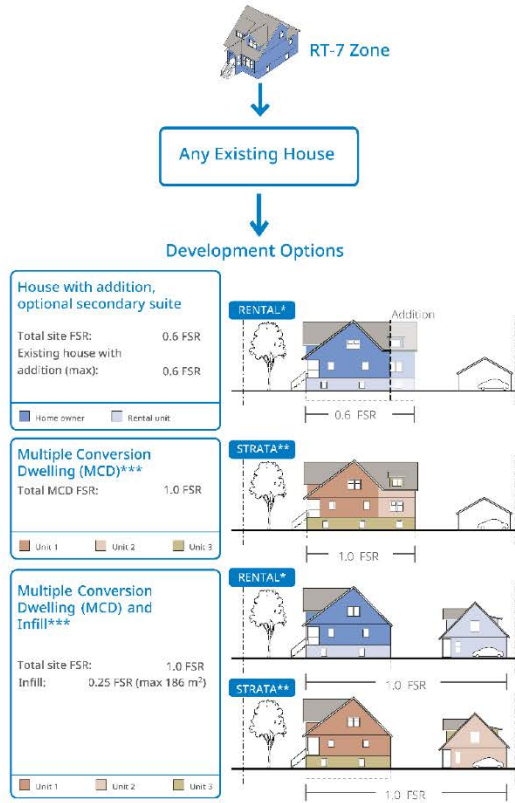 RT-7 Zone
Any Existing House
Development Options
House with addition,
optional secondary suite
Total site FSR: 0.6 FSR
Existing house with
addition (max): 0.6 FSR
Home owner Rental unit
RENTAL*
Addition
0.6 FSR
Multiple Conversion
Dwelling (MCD)***
Total MCD FSR: 1.0 FSR
Unit 1 Unit 2 Unit 3
STRATA**
1.0 FSR
Multiple Conversion
Dwelling (MCD) and
Infill***
Total site FSR: 1.0 FSR
Infill: 0.25 FSR (max 186 m²)
Unit 1 Unit 2 Unit 3
RENTAL*
1.0 FSR
STRATA**
1.0 FSR